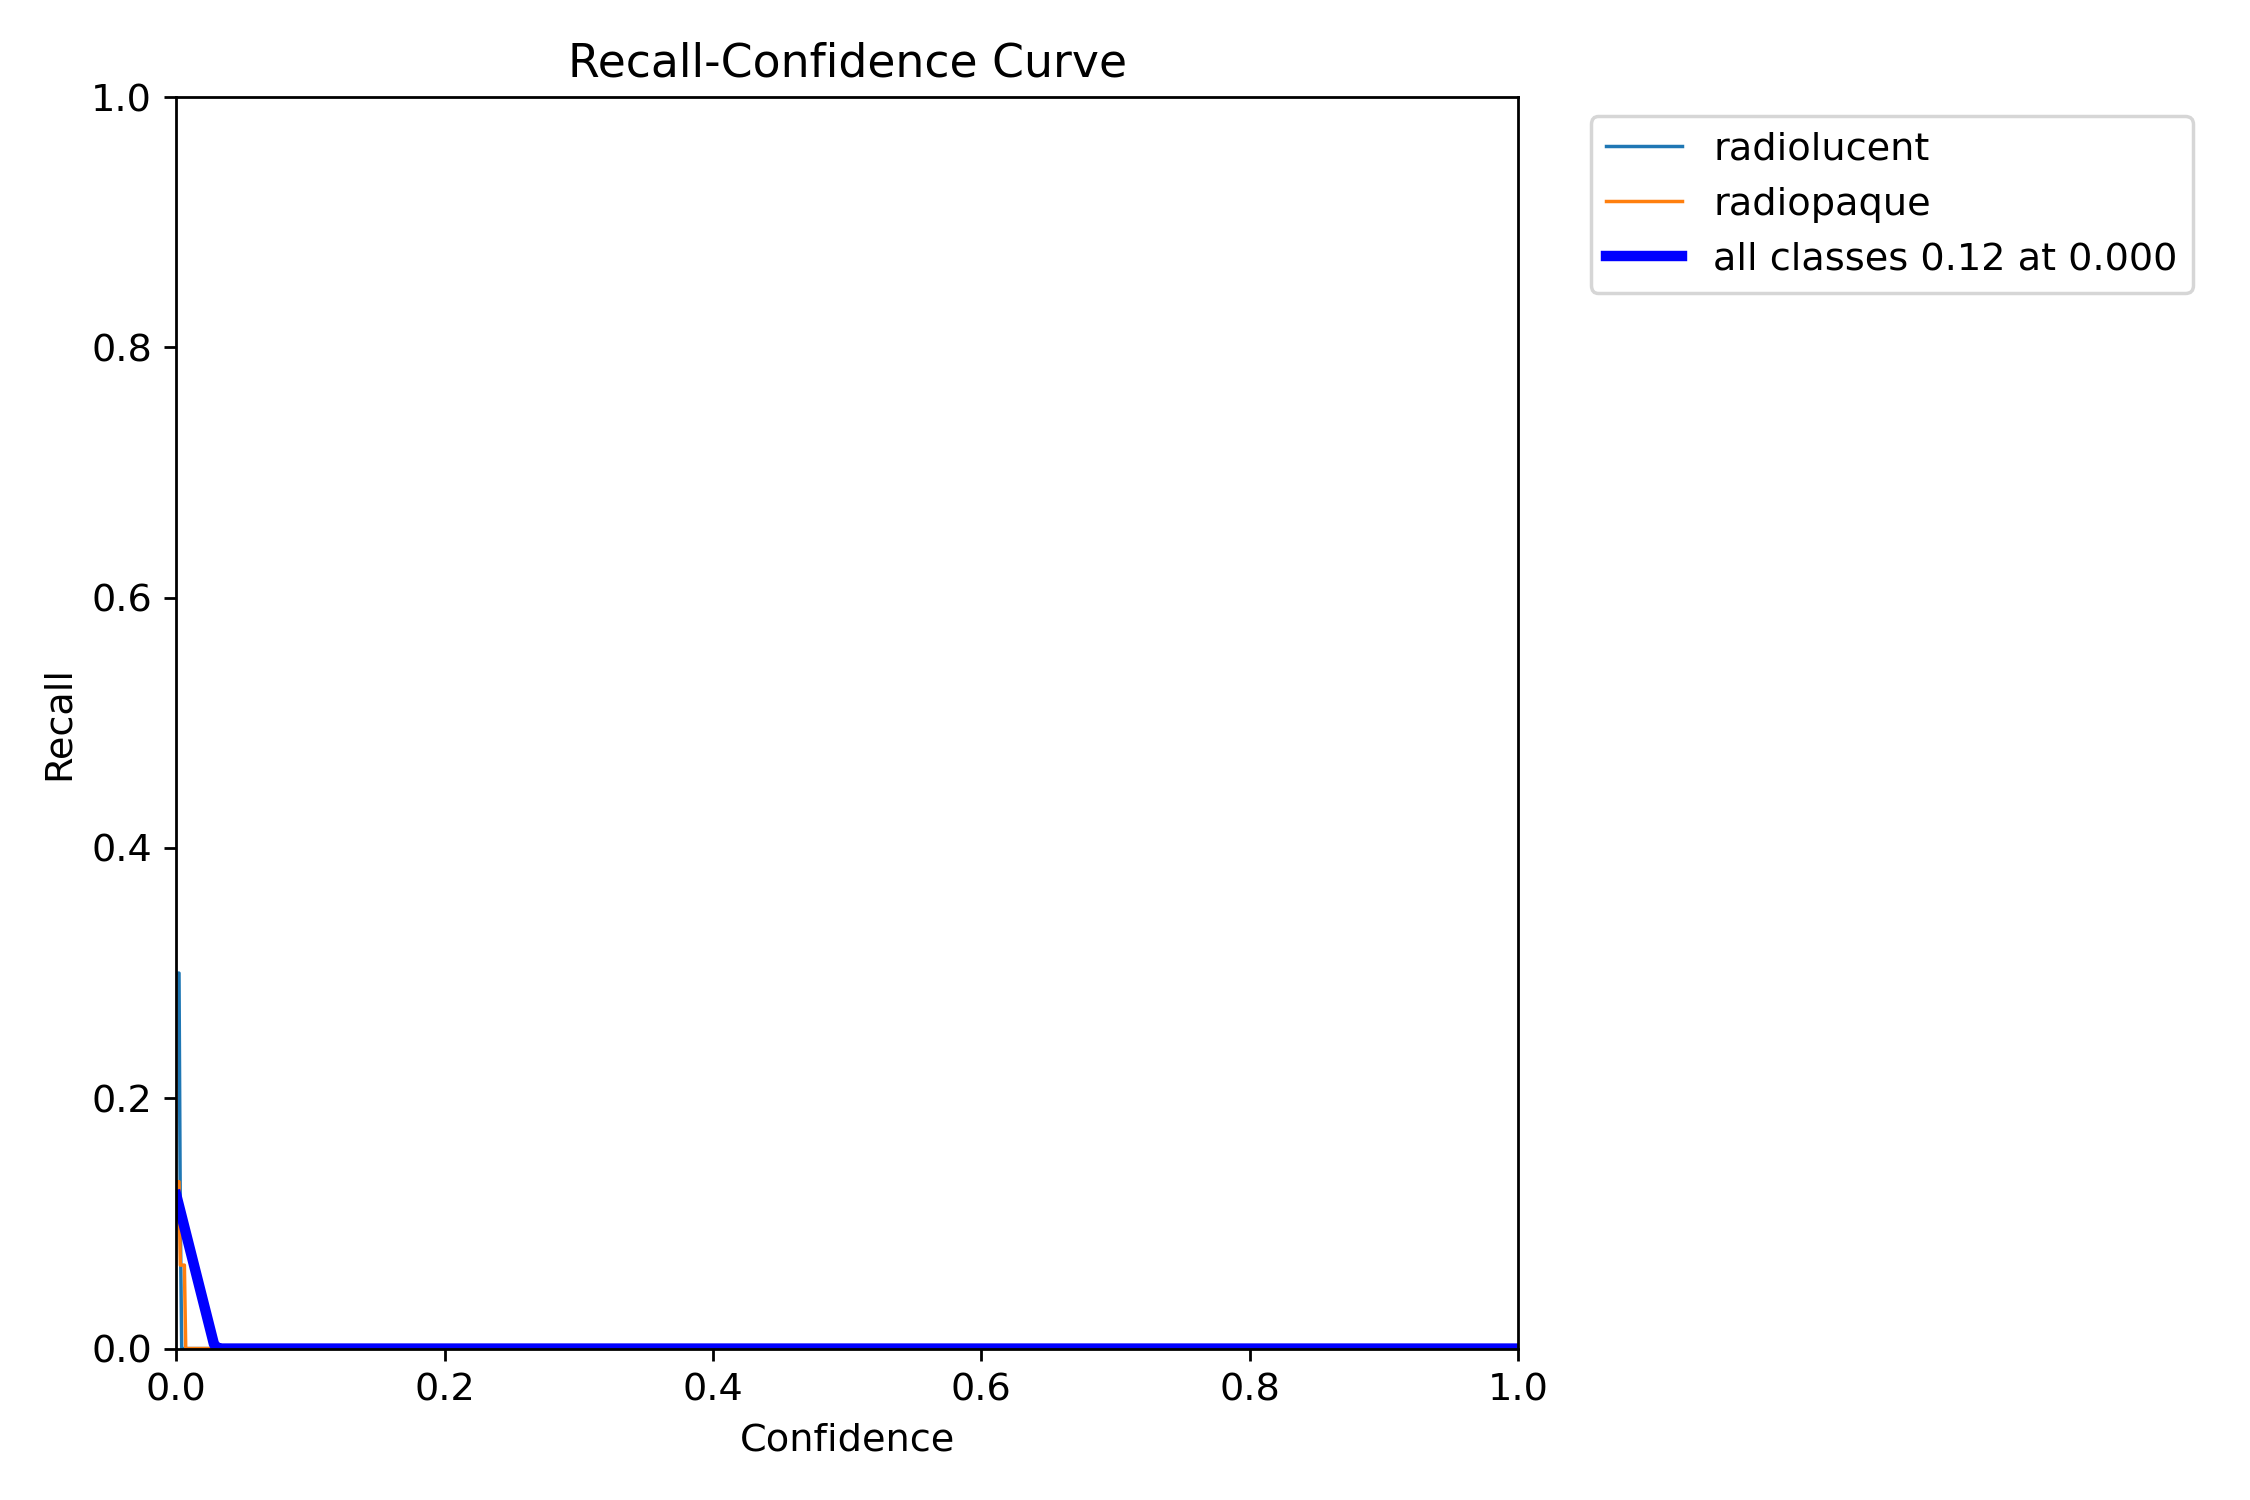 Recall-Confidence Curve
1.0
0.8
0.6
0.4
0.2
0.0
Recall
0.0 0.2 0.4 0.6 0.8 1.0
Confidence
radiolucent
radiopaque
all classes 0.12 at 0.000